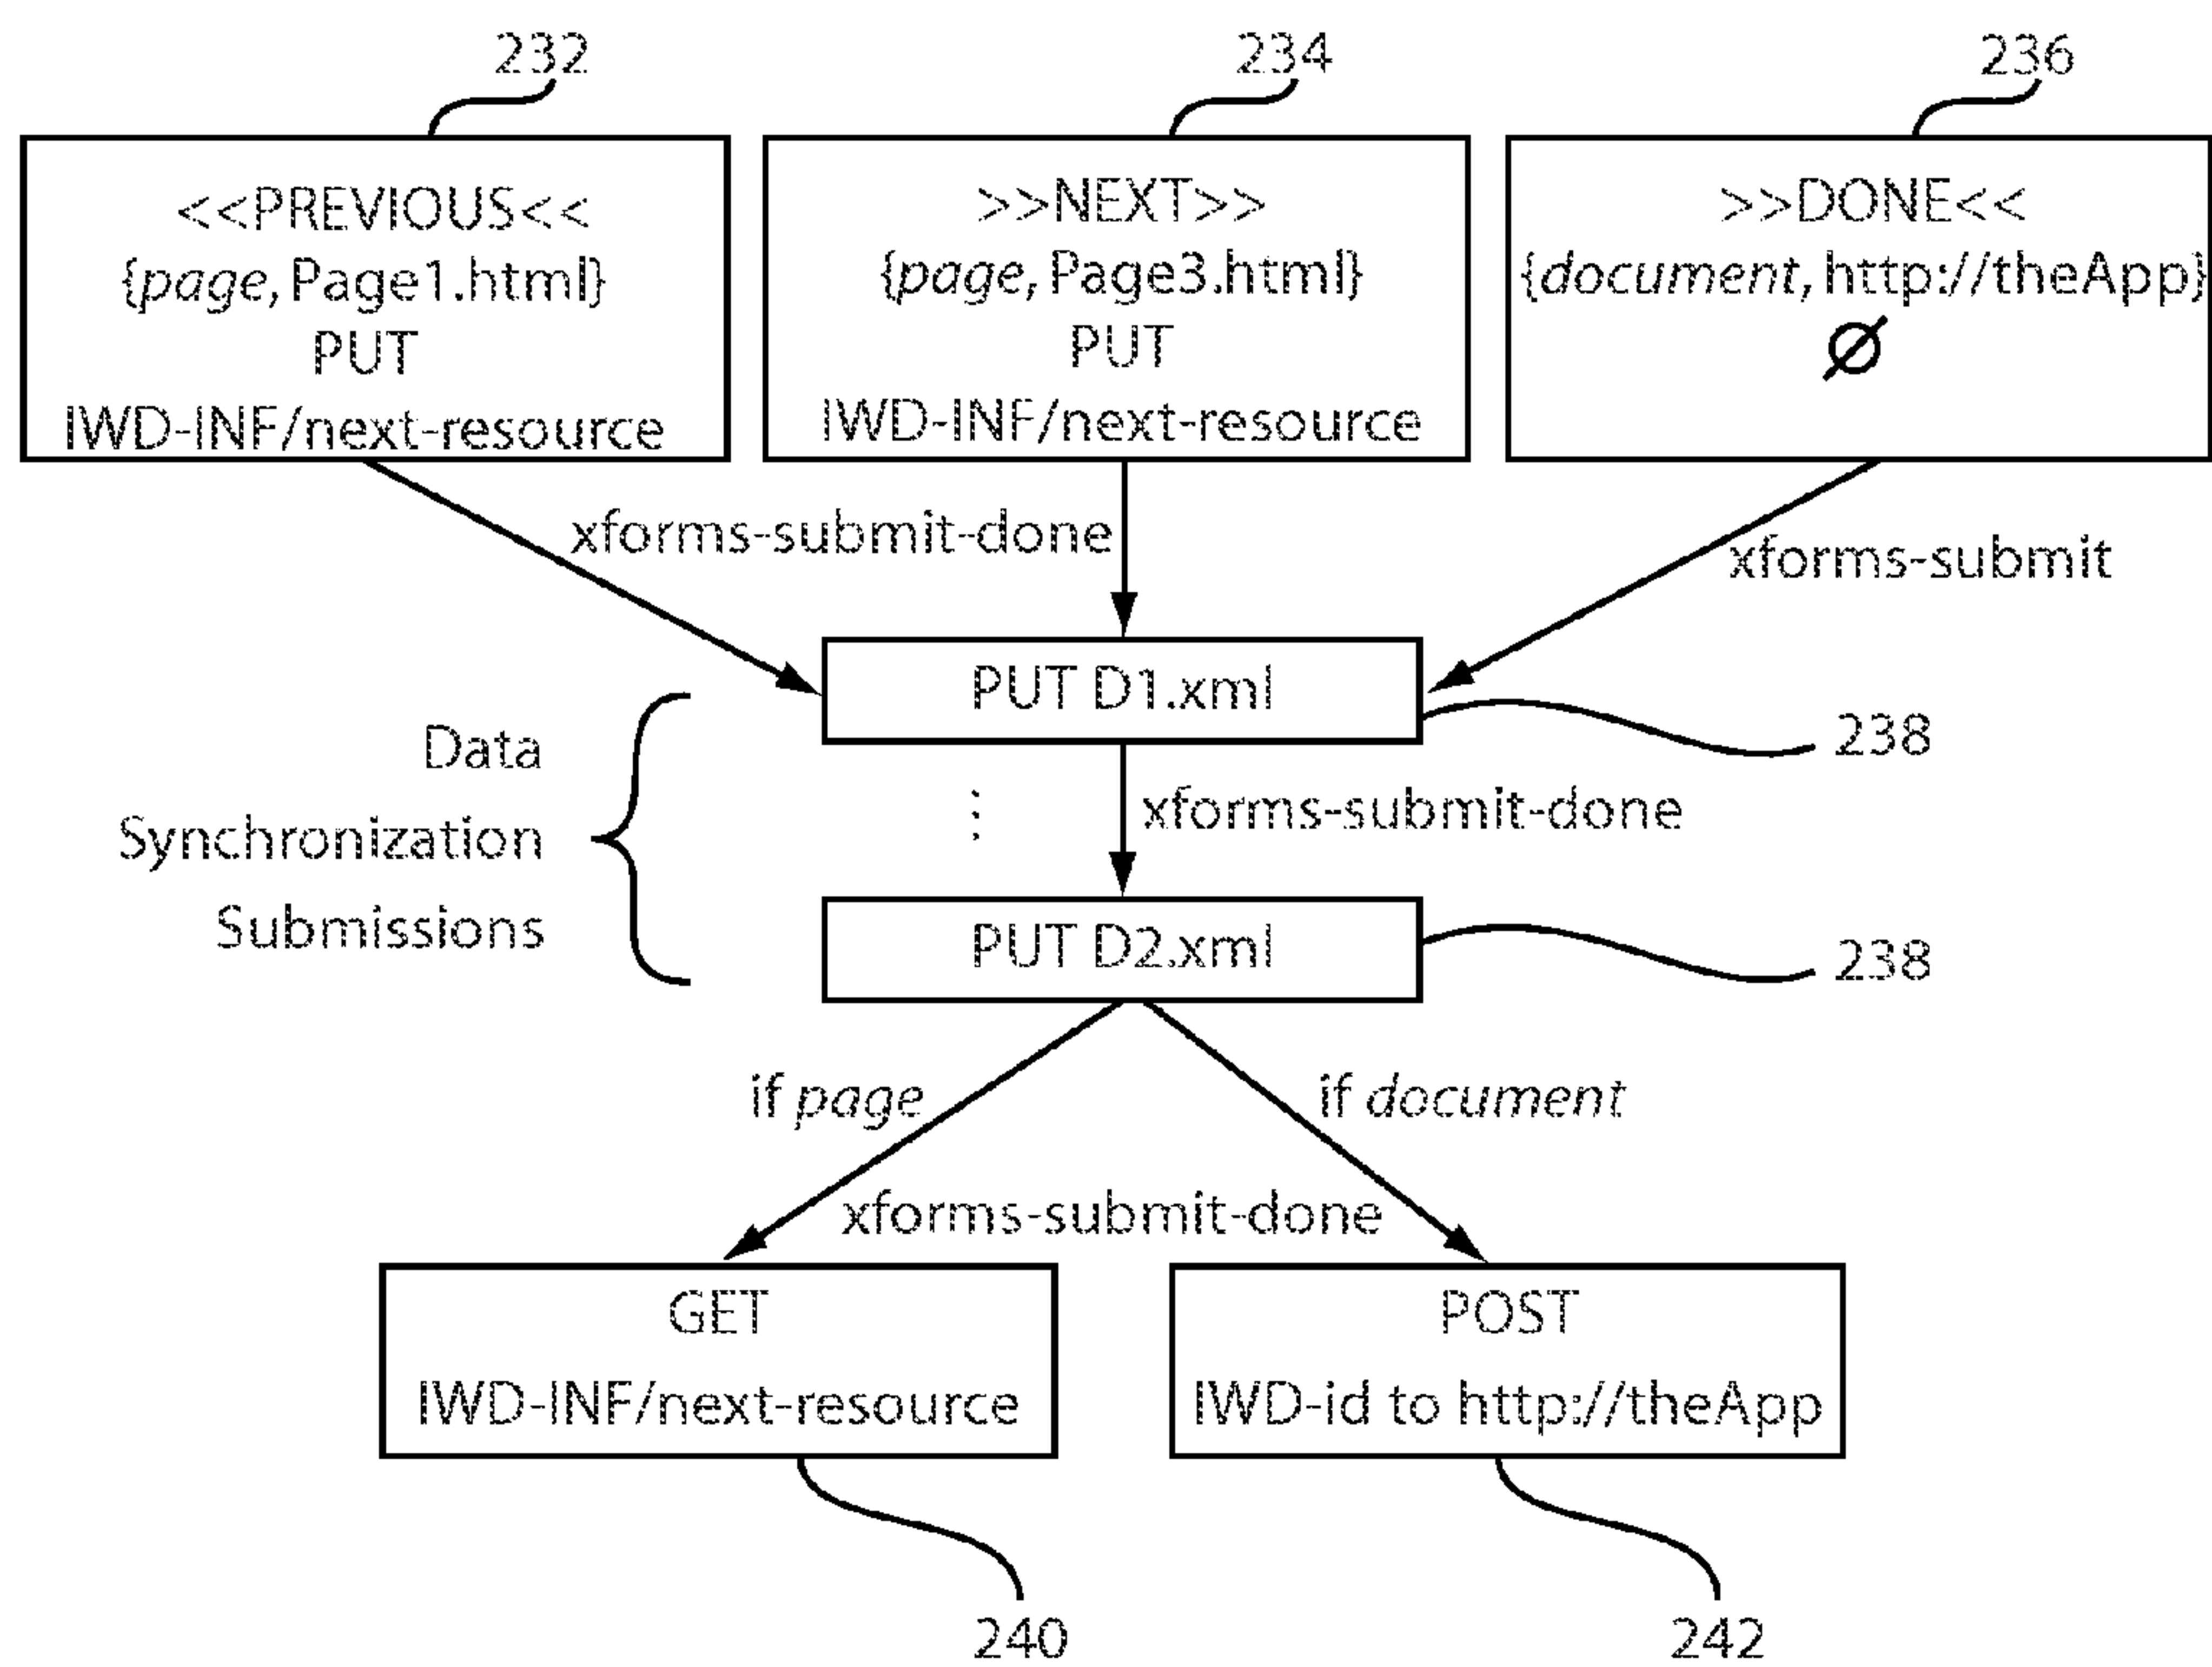 232
234
236
<<PREVIOUS<<
{page, Page1.html}
PUT
IWD-INF/next-resource
>>NEXT>>
{page, Page3.html}
PUT
IWD-INF/next-resource
>>DONE<<
{document, http://theApp}
∅
xforms-submit-done
xforms-submit
PUT D1.xml
238
Data
Synchronization
Submissions
⋮
xforms-submit-done
PUT D2.xml
238
if page
if document
xforms-submit-done
GET
IWD-INF/next-resource
POST
IWD-id to http://theApp
240
242